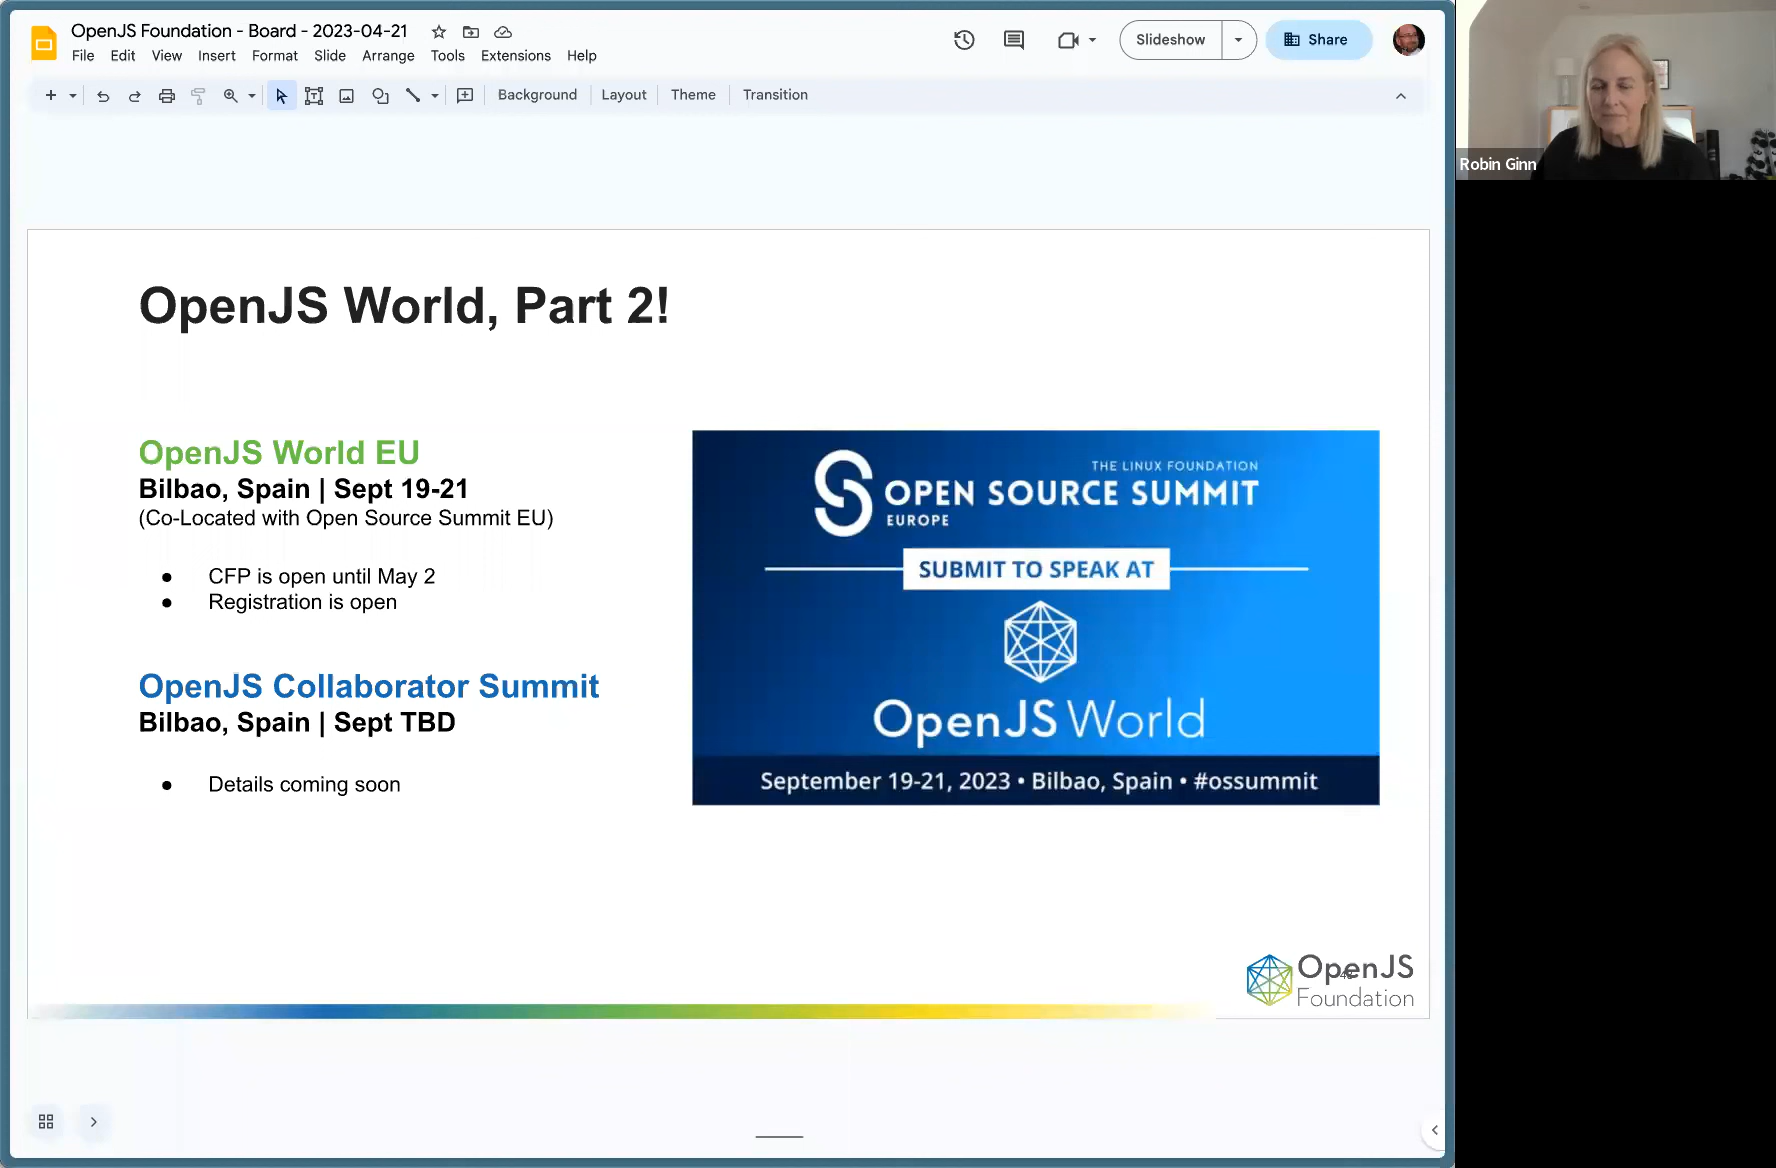 OpenJS Foundation - Board - 2023-04-21
File Edit View Insert Format Slide Arrange Tools Extensions Help
Slideshow
Share
Background Layout Theme Transition
Robin Ginn
OpenJS World, Part 2!
OpenJS World EU
Bilbao, Spain | Sept 19-21
(Co-Located with Open Source Summit EU)
● CFP is open until May 2
● Registration is open
OpenJS Collaborator Summit
Bilbao, Spain | Sept TBD
● Details coming soon
THE LINUX FOUNDATION
OPEN SOURCE SUMMIT
EUROPE
SUBMIT TO SPEAK AT
OpenJS World
September 19-21, 2023 • Bilbao, Spain • #ossummit
OpenJS
Foundation